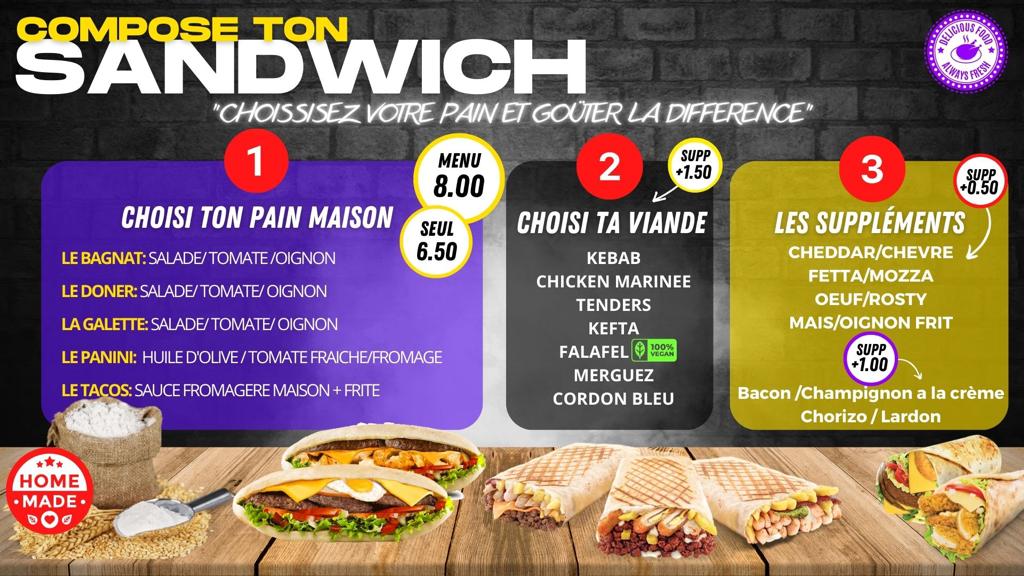 COMPOSE TON
SANDWICH
"CHOISSISEZ VOTRE PAIN ET GOÛTER LA DIFFERENCE"
DELICIOUS FOOD
ALWAYS FRESH
1
MENU
8.00
SEUL
6.50
CHOISI TON PAIN MAISON
LE BAGNAT: SALADE/ TOMATE /OIGNON
LE DONER: SALADE/ TOMATE/ OIGNON
LA GALETTE: SALADE/ TOMATE/ OIGNON
LE PANINI: HUILE D'OLIVE / TOMATE FRAICHE/FROMAGE
LE TACOS: SAUCE FROMAGERE MAISON + FRITE
2
SUPP
+1.50
CHOISI TA VIANDE
KEBAB
CHICKEN MARINEE
TENDERS
KEFTA
FALAFEL 100% VEGAN
MERGUEZ
CORDON BLEU
3
SUPP
+0.50
LES SUPPLÉMENTS
CHEDDAR/CHEVRE
FETTA/MOZZA
OEUF/ROSTY
MAIS/OIGNON FRIT
SUPP
+1.00
Bacon /Champignon a la crème
Chorizo / Lardon
HOME
MADE